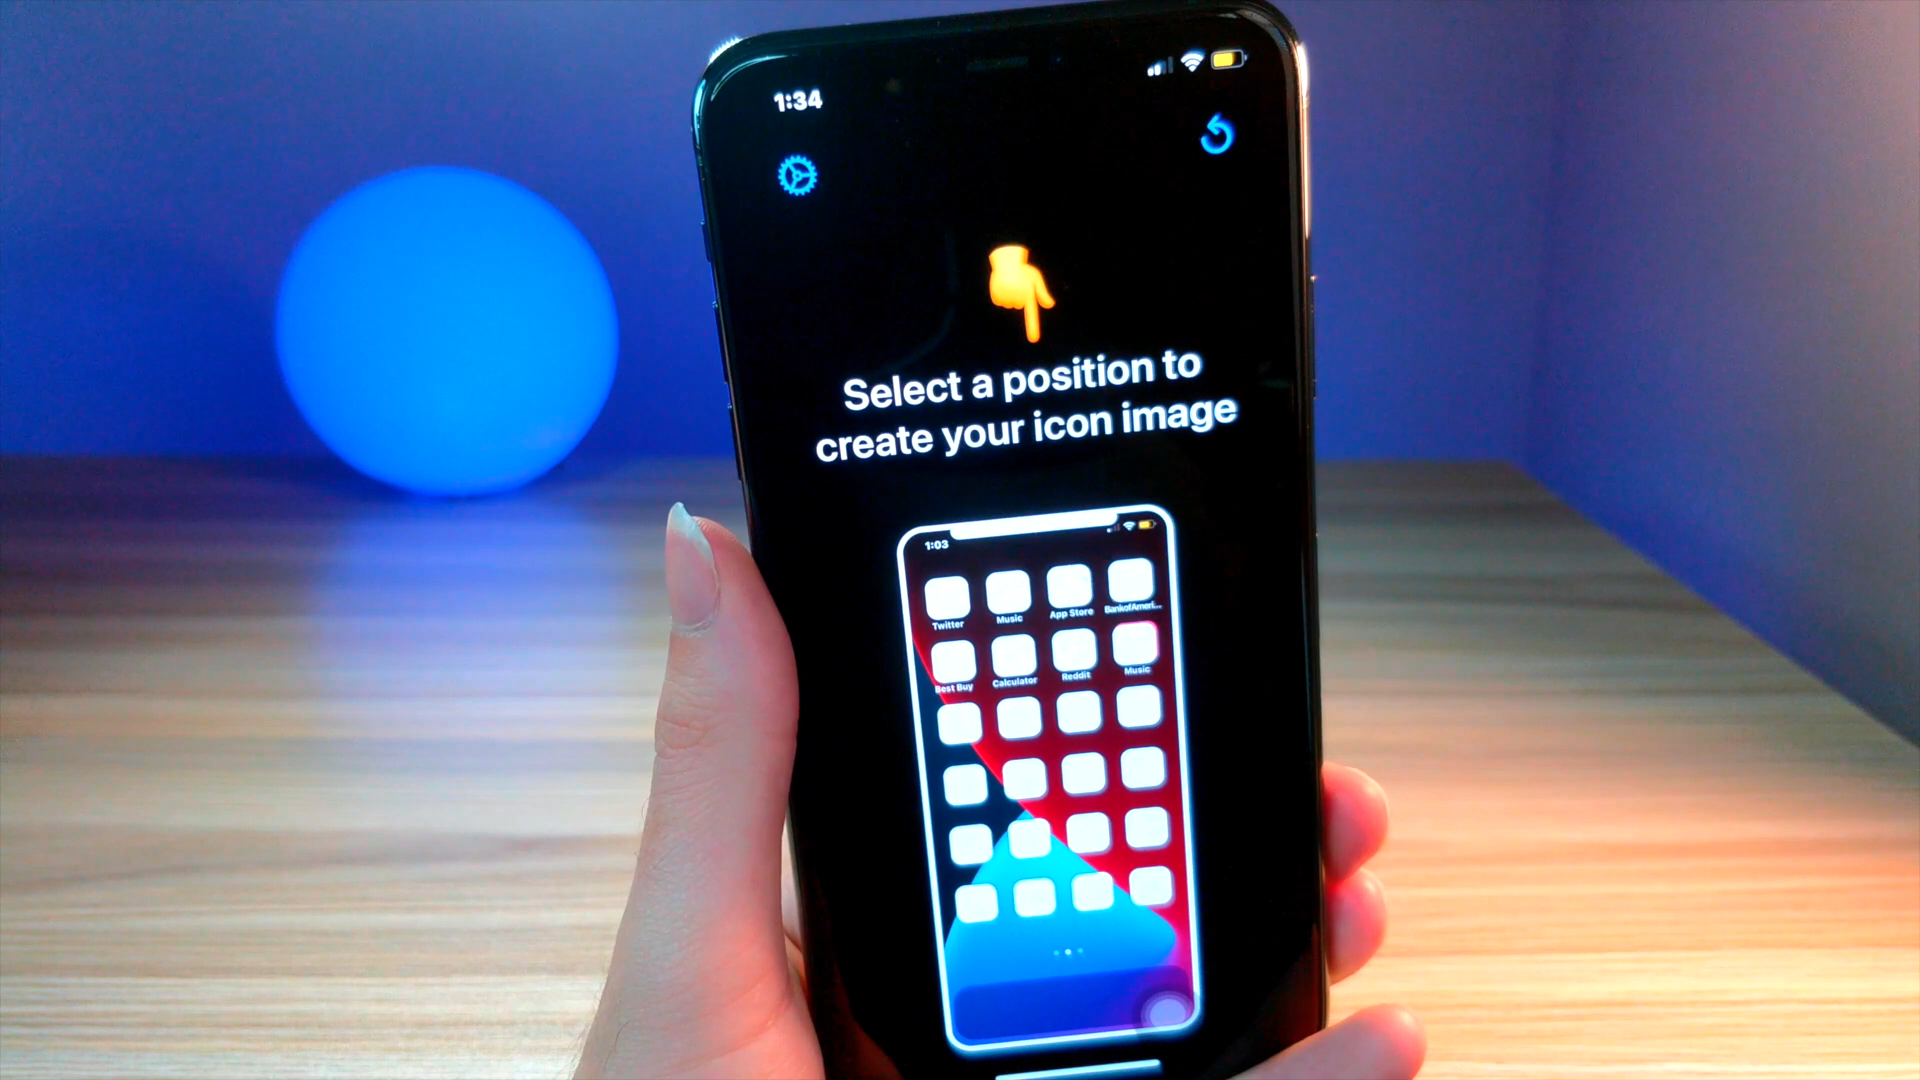 1:34
Select a position to
create your icon image
1:03
Twitter Music App Store BankofAmeri...
Best Buy Calculator Reddit Music